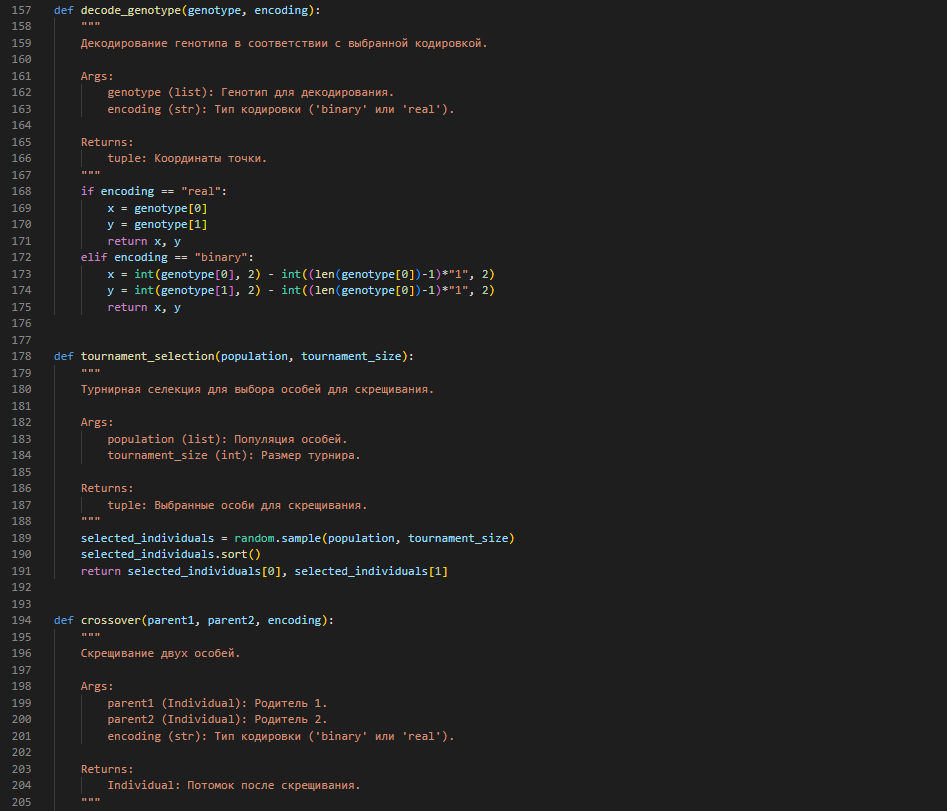 157 def decode_genotype(genotype, encoding):
158     """
159     Декодирование генотипа в соответствии с выбранной кодировкой.
160
161     Args:
162         genotype (list): Генотип для декодирования.
163         encoding (str): Тип кодировки ('binary' или 'real').
164
165     Returns:
166         tuple: Координаты точки.
167     """
168     if encoding == "real":
169         x = genotype[0]
170         y = genotype[1]
171         return x, y
172     elif encoding == "binary":
173         x = int(genotype[0], 2) - int((len(genotype[0])-1)*"1", 2)
174         y = int(genotype[1], 2) - int((len(genotype[0])-1)*"1", 2)
175         return x, y
176
177
178 def tournament_selection(population, tournament_size):
179     """
180     Турнирная селекция для выбора особей для скрещивания.
181
182     Args:
183         population (list): Популяция особей.
184         tournament_size (int): Размер турнира.
185
186     Returns:
187         tuple: Выбранные особи для скрещивания.
188     """
189     selected_individuals = random.sample(population, tournament_size)
190     selected_individuals.sort()
191     return selected_individuals[0], selected_individuals[1]
192
193
194 def crossover(parent1, parent2, encoding):
195     """
196     Скрещивание двух особей.
197
198     Args:
199         parent1 (Individual): Родитель 1.
200         parent2 (Individual): Родитель 2.
201         encoding (str): Тип кодировки ('binary' или 'real').
202
203     Returns:
204         Individual: Потомок после скрещивания.
205     """